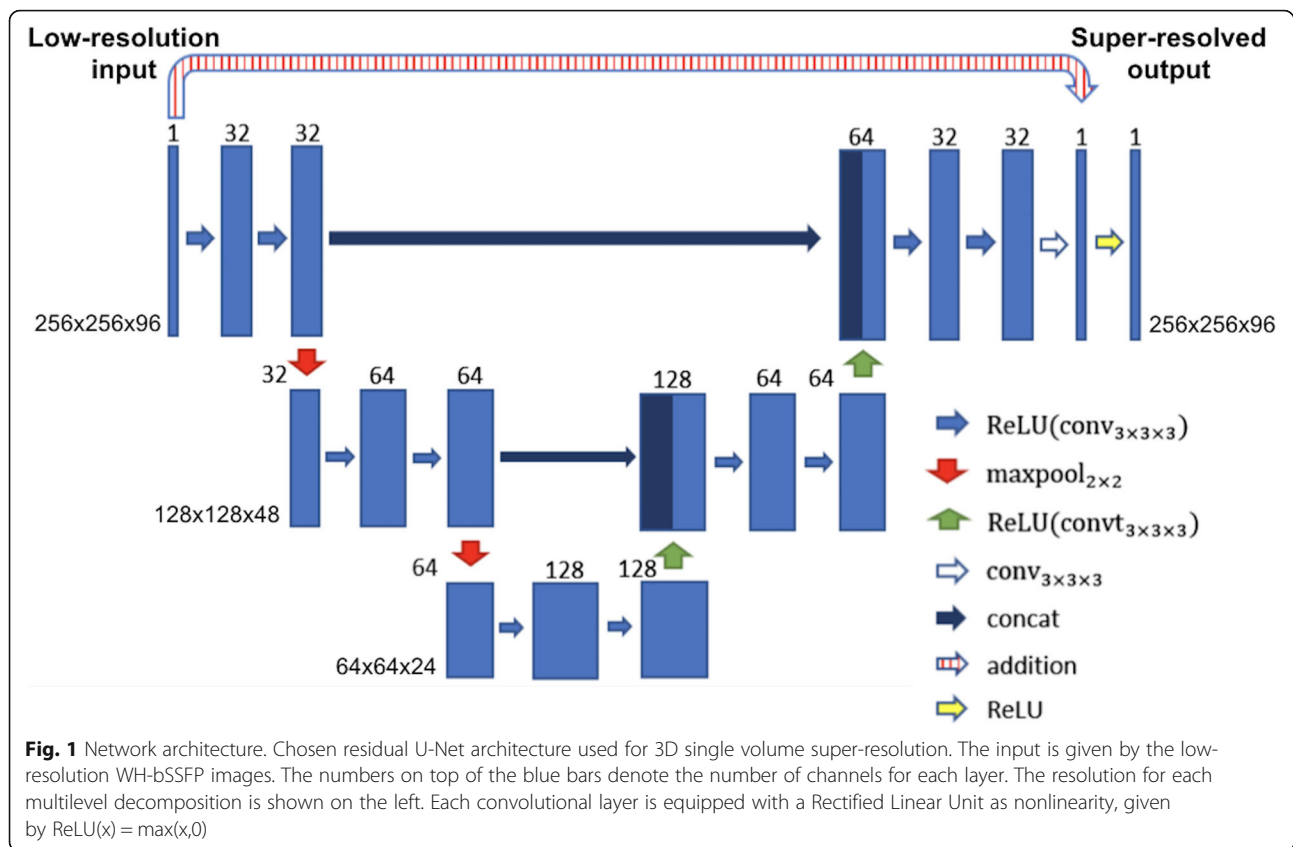 Low-resolution
input
Super-resolved
output
1 32 32 64 32 32 1 1
256x256x96
256x256x96
32 64 64 128 64 64
128x128x48
64 128 128
64x64x24
ReLU(conv₃×₃×₃)
maxpool₂×₂
ReLU(convt₃×₃×₃)
conv₃×₃×₃
concat
addition
ReLU
Fig. 1 Network architecture. Chosen residual U-Net architecture used for 3D single volume super-resolution. The input is given by the low-
resolution WH-bSSFP images. The numbers on top of the blue bars denote the number of channels for each layer. The resolution for each
multilevel decomposition is shown on the left. Each convolutional layer is equipped with a Rectified Linear Unit as nonlinearity, given
by ReLU(x) = max(x,0)